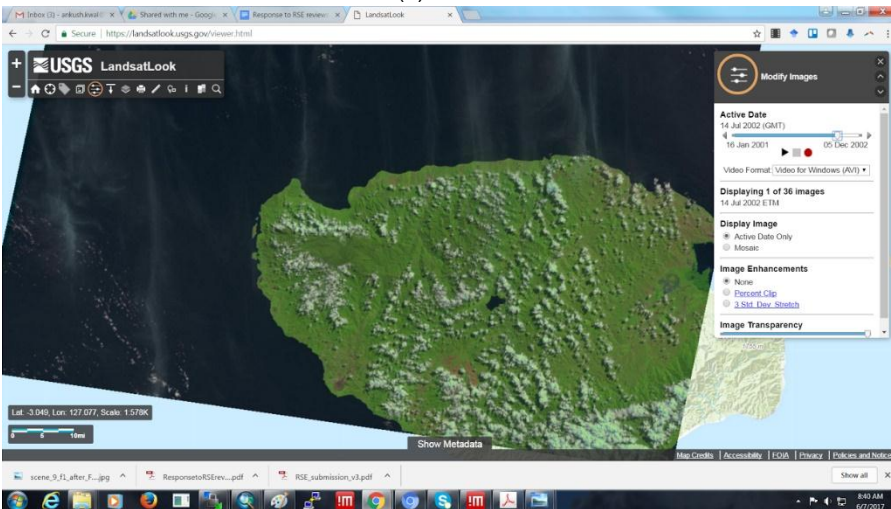 (c)
Inbox (3) - ankushkwal@
Shared with me - Google
Response to RSE review
LandsatLook
Secure | https://landsatlook.usgs.gov/viewer.html
USGS LandsatLook
Modify Images
Active Date
14 Jul 2002 (GMT)
16 Jan 2001 05 Dec 2002
Video Format: Video for Windows (AVI)
Displaying 1 of 36 images
14 Jul 2002 ETM
Display Image
Active Date Only
Mosaic
Image Enhancements
None
Percent Clip
3 Std. Dev. Stretch
Image Transparency
Lat: -3.049, Lon: 127.077, Scale: 1:578K
0 5 10mi
Show Metadata
Map Credits | Accessibility | FOIA | Privacy | Policies and Notice
scene_9_f1_after_F....jpg
ResponsetoRSErev....pdf
RSE_submission_v3.pdf
Show all
8:40 AM
6/7/2017